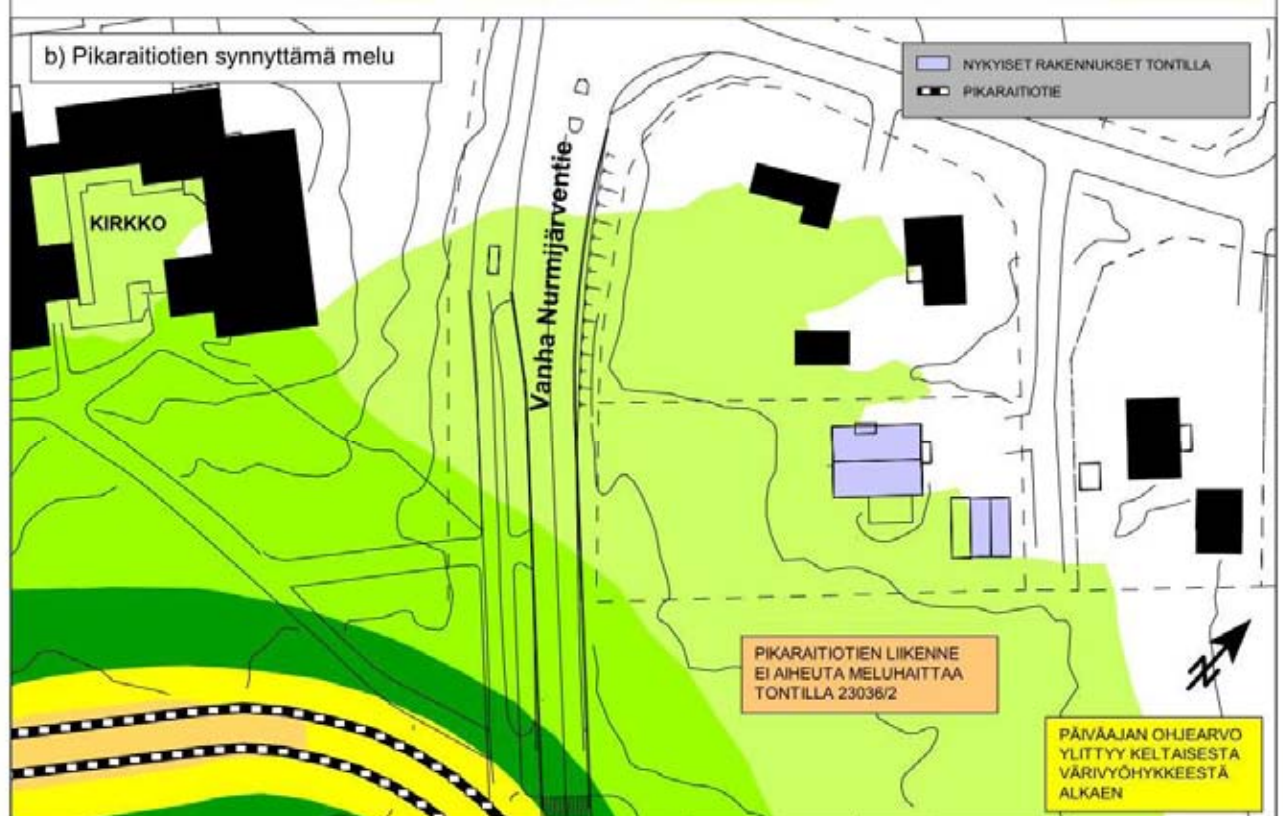 b) Pikaraitiotien synnyttämä melu
NYKYISET RAKENNUKSET TONTILLA
PIKARAITIOTIE
KIRKKO
Vanha Nurmijärventie
PIKARAITIOTIEN LIIKENNE
EI AIHEUTA MELUHAITTAA
TONTILLA 23036/2
PÄIVÄAJAN OHJEARVO
YLITTYY KELTAISESTA
VÄRIVYÖHYKKEESTÄ
ALKAEN